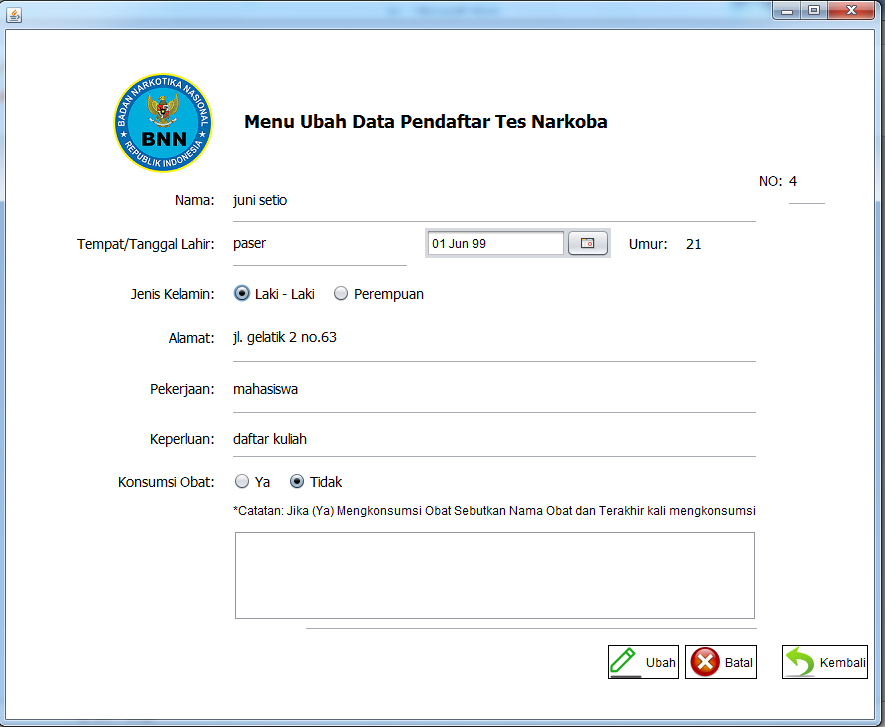 BADAN NARKOTIKA NASIONAL
BNN
REPUBLIK INDONESIA
Menu Ubah Data Pendaftar Tes Narkoba
NO: 4
Nama: juni setio
Tempat/Tanggal Lahir: paser 01 Jun 99 Umur: 21
Jenis Kelamin: Laki - Laki Perempuan
Alamat: jl. gelatik 2 no.63
Pekerjaan: mahasiswa
Keperluan: daftar kuliah
Konsumsi Obat: Ya Tidak
*Catatan: Jika (Ya) Mengkonsumsi Obat Sebutkan Nama Obat dan Terakhir kali mengkonsumsi
Ubah Batal Kembali